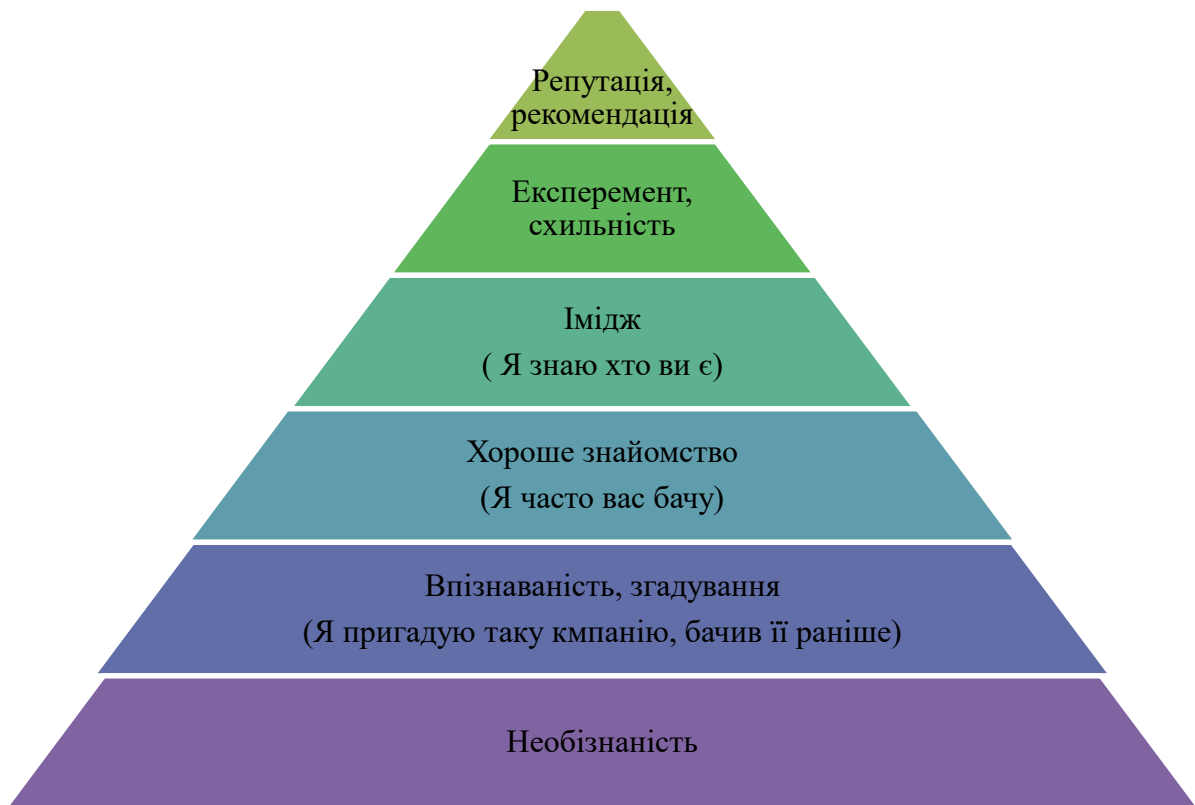 Репутація,
рекомендація
Експеремент,
схильність
Імідж
( Я знаю хто ви є)
Хороше знайомство
(Я часто вас бачу)
Впізнаваність, згадування
(Я пригадую таку кмпанію, бачив її раніше)
Необізнаність